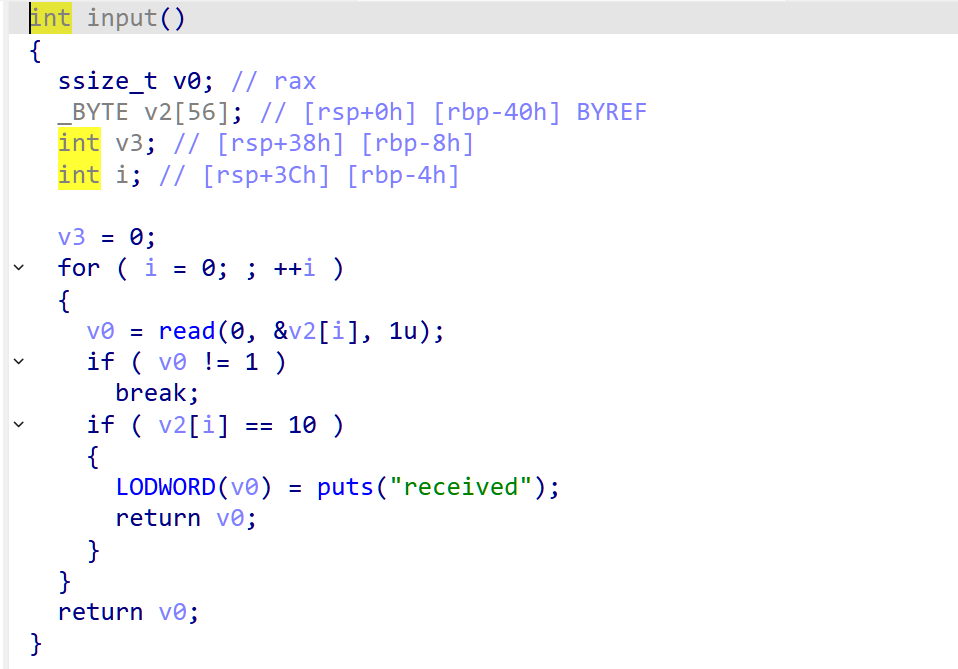 int input()
{
ssize_t v0; // rax
_BYTE v2[56]; // [rsp+0h] [rbp-40h] BYREF
int v3; // [rsp+38h] [rbp-8h]
int i; // [rsp+3Ch] [rbp-4h]
v3 = 0;
for ( i = 0; ; ++i )
{
v0 = read(0, &v2[i], 1u);
if ( v0 != 1 )
break;
if ( v2[i] == 10 )
{
LODWORD(v0) = puts("received");
return v0;
}
}
return v0;
}